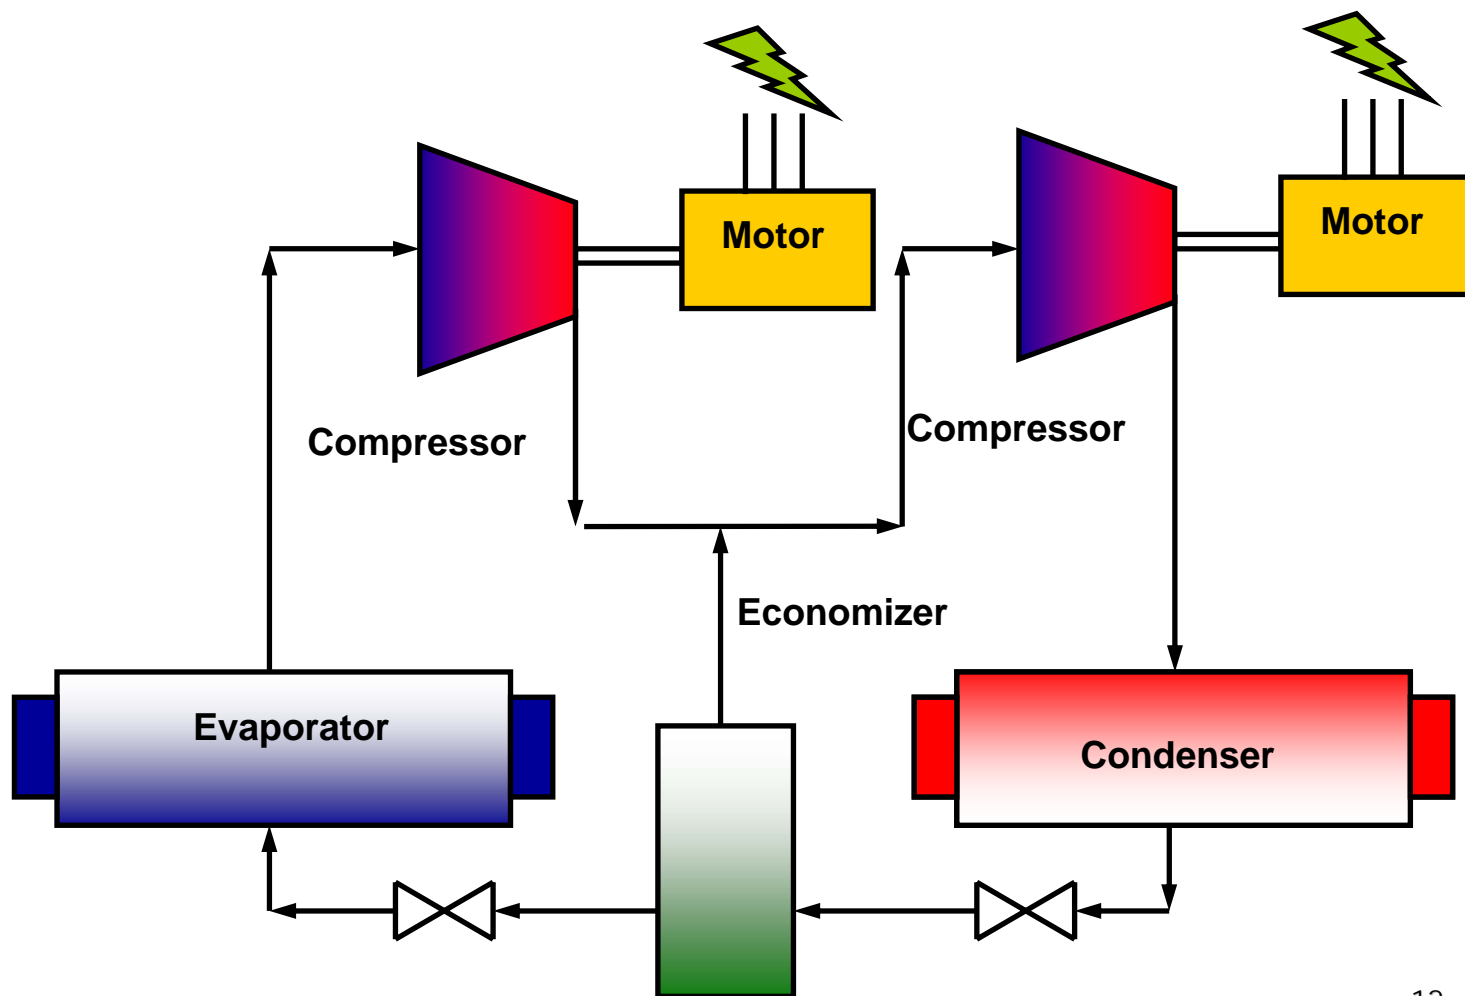 Motor
Motor
Compressor
Compressor
Economizer
Evaporator
Condenser